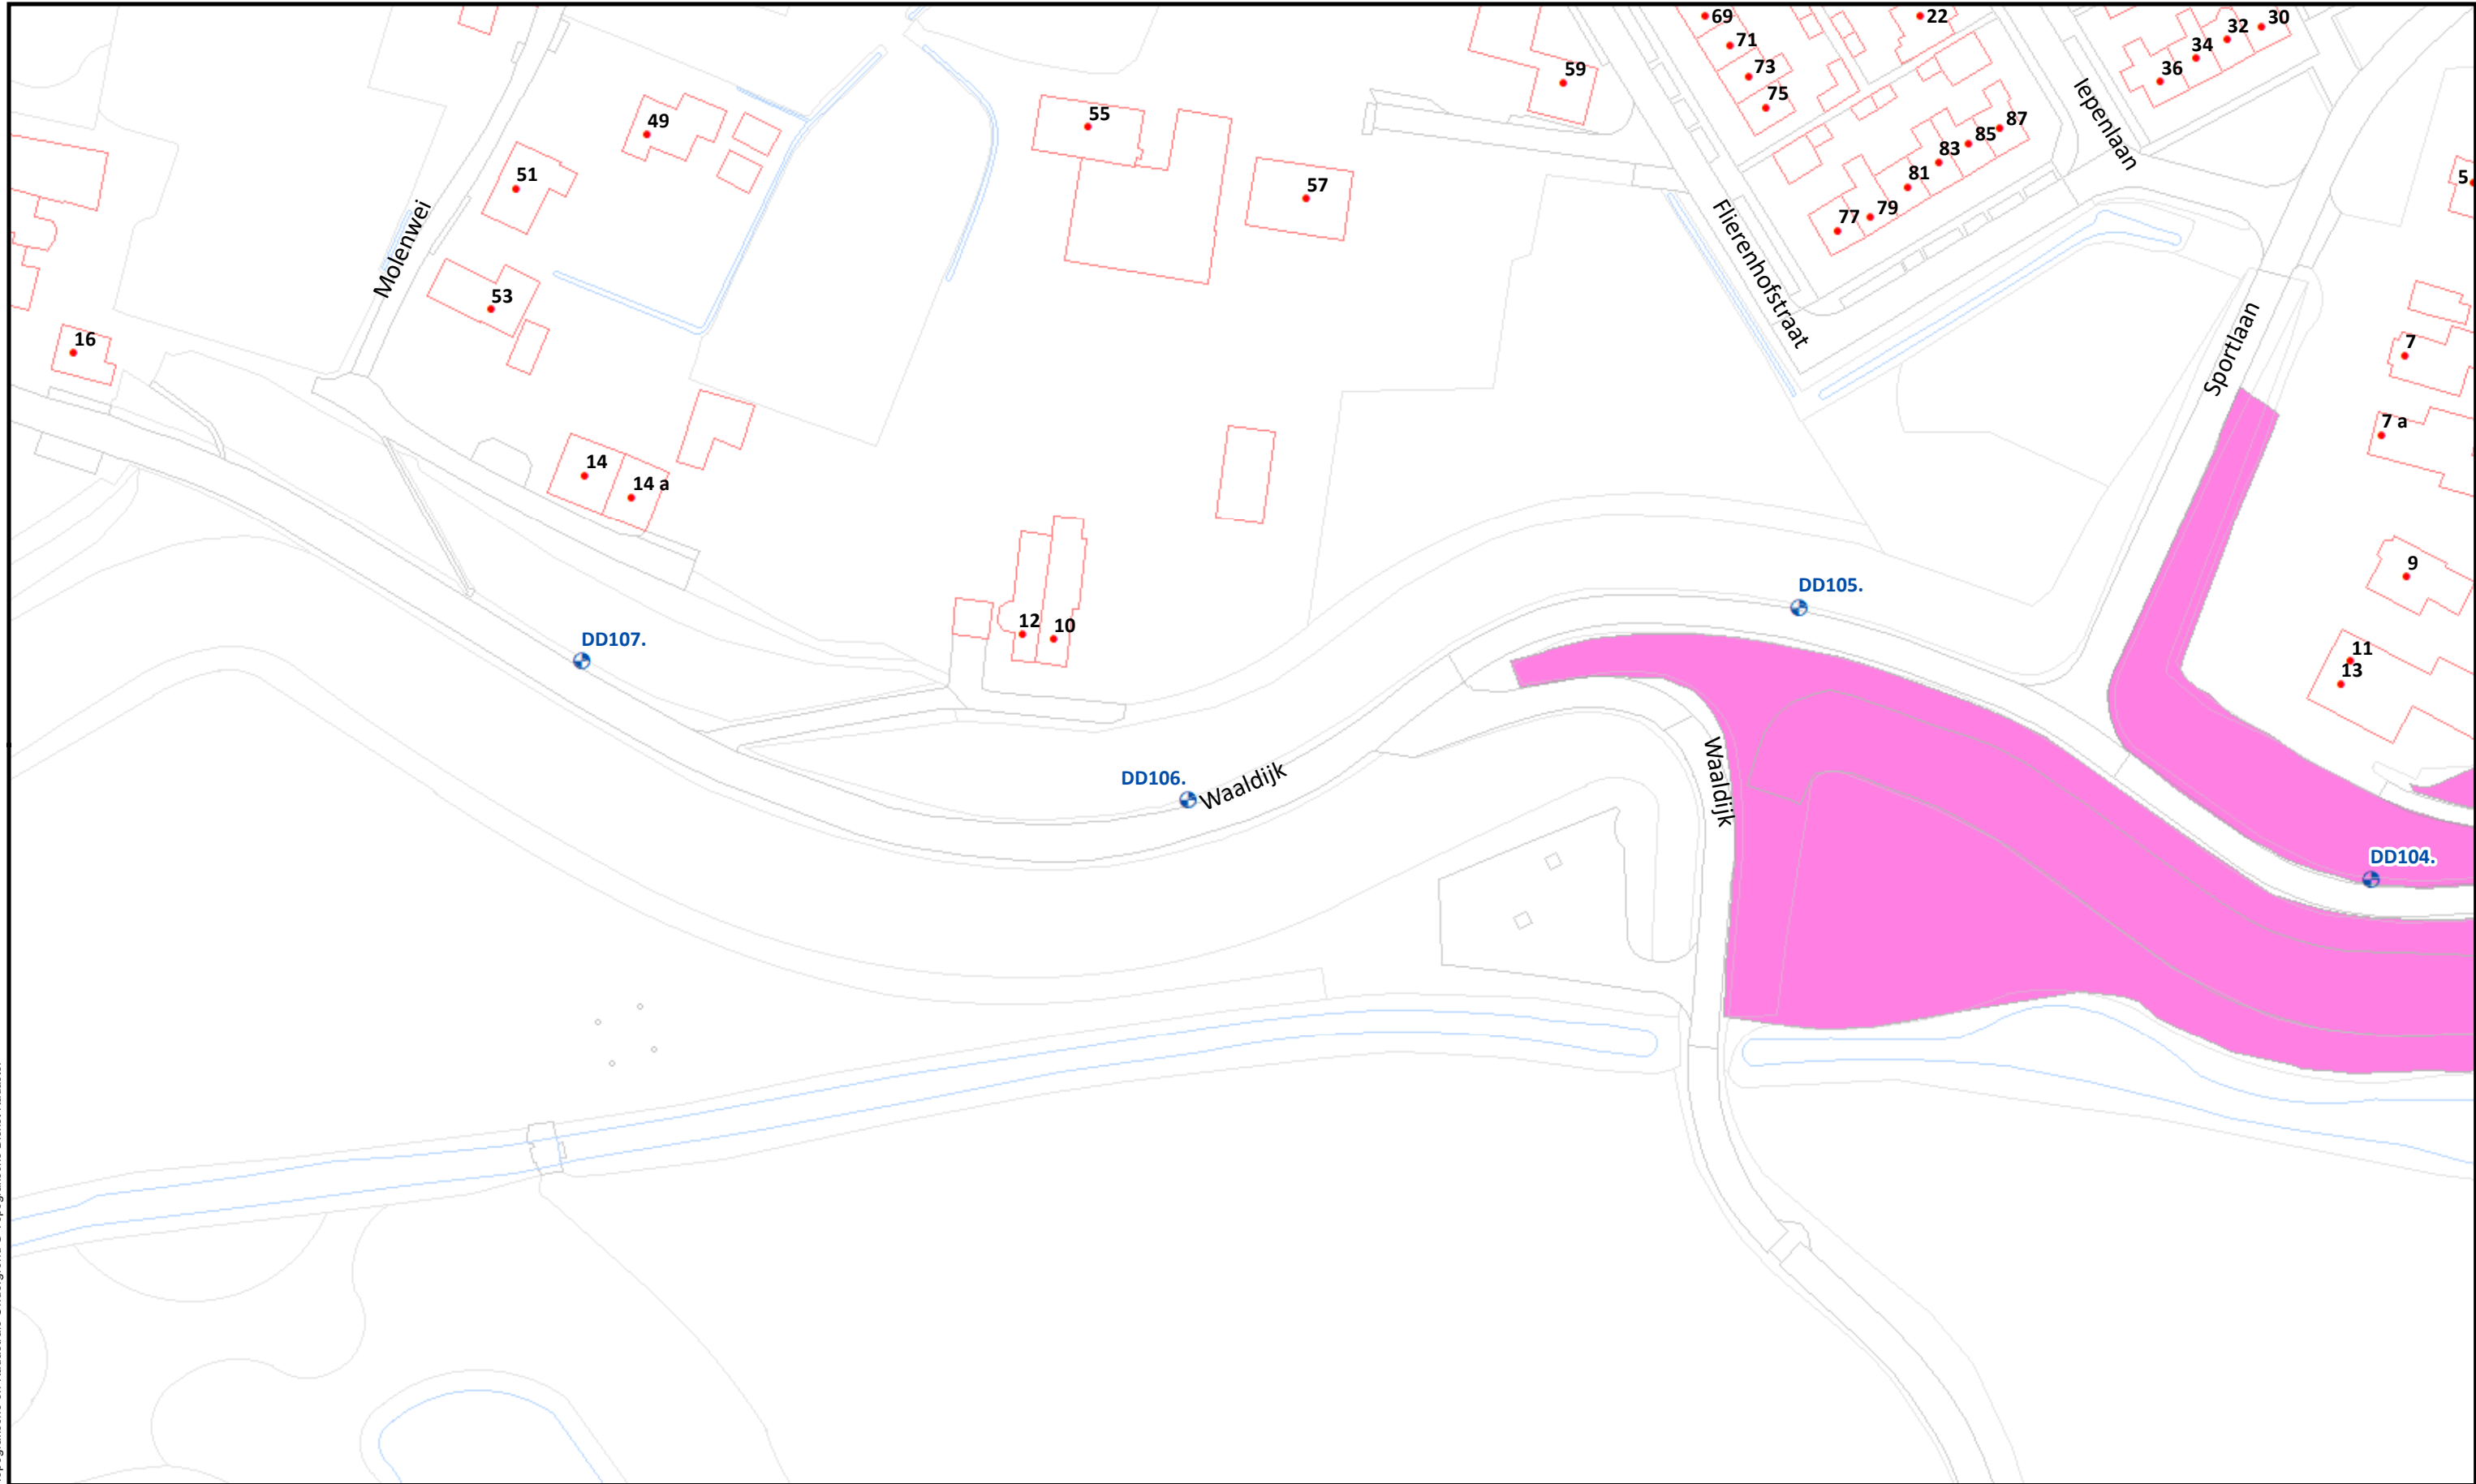 69
22
30
32
71
34
73
36
59
75
Iepenlaan
55
49
87
85
83
51
5
81
57
79
77
Molenwei
Flierenhofstraat
53
Sportlaan
16
7
7 a
14
14 a
9
DD105.
12
10
DD107.
11
13
Waaldijk
DD106.
Waaldijk
DD104.